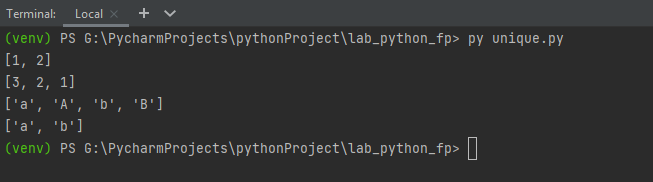 Terminal: Local × + ∨
(venv) PS G:\PycharmProjects\pythonProject\lab_python_fp> py unique.py
[1, 2]
[3, 2, 1]
['a', 'A', 'b', 'B']
['a', 'b']
(venv) PS G:\PycharmProjects\pythonProject\lab_python_fp>